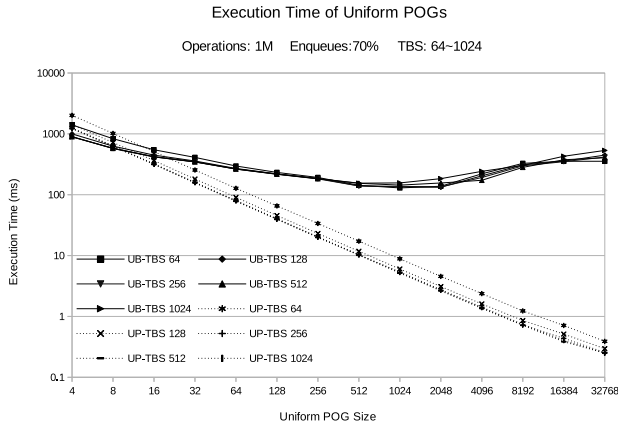 Execution Time of Uniform POGs
Operations: 1M Enqueues:70% TBS: 64~1024
10000
1000
100
10
1
0.1
Execution Time (ms)
UB-TBS 64 UB-TBS 128
UB-TBS 256 UB-TBS 512
UB-TBS 1024 UP-TBS 64
UP-TBS 128 UP-TBS 256
UP-TBS 512 UP-TBS 1024
4 8 16 32 64 128 256 512 1024 2048 4096 8192 16384 32768
Uniform POG Size